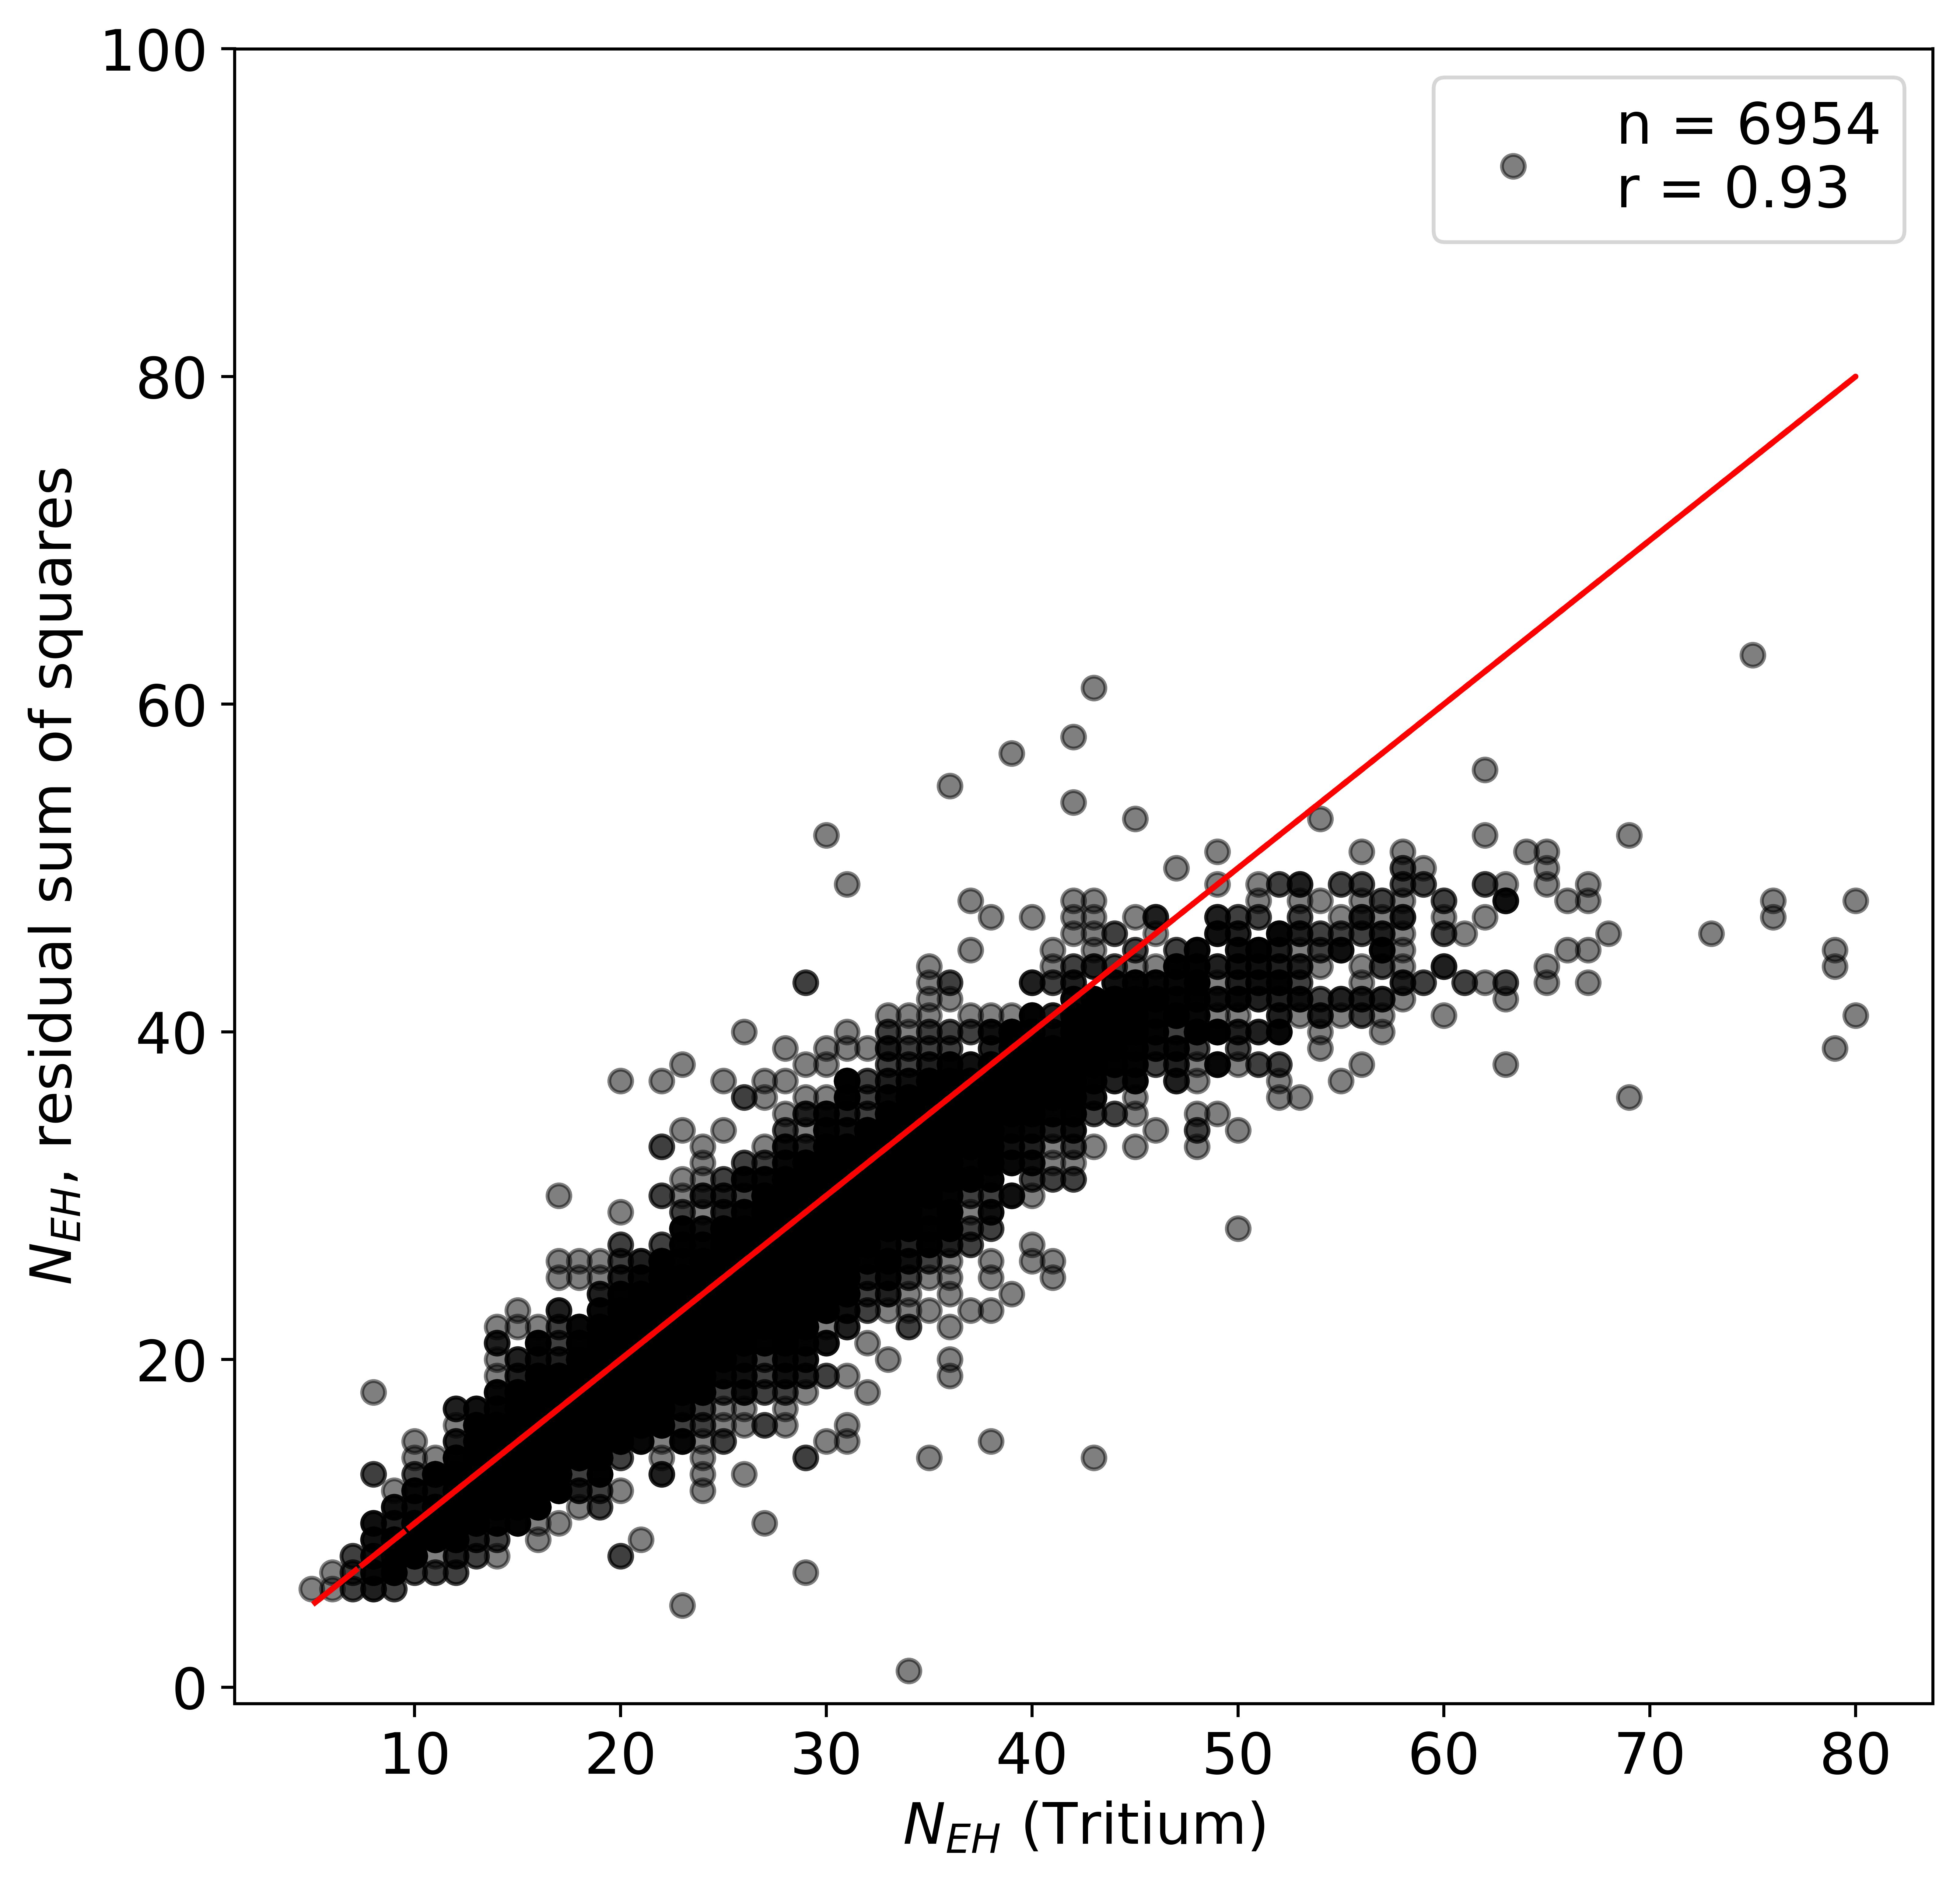 n = 6954
r = 0.93
100
80
60
40
20
0
N_EH, residual sum of squares
10 20 30 40 50 60 70 80
N_EH (Tritium)